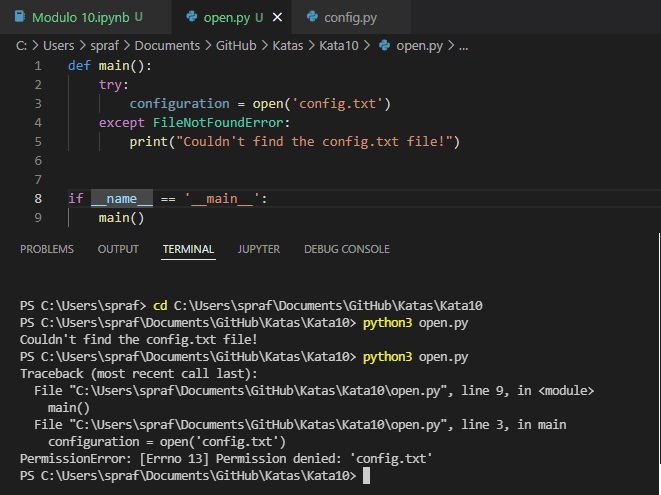 Modulo 10.ipynb U open.py U config.py
C: > Users > spraf > Documents > GitHub > Katas > Kata10 > open.py > ...
1 def main():
2     try:
3         configuration = open('config.txt')
4     except FileNotFoundError:
5         print("Couldn't find the config.txt file!")
6
7
8 if __name__ == '__main__':
9     main()
PROBLEMS OUTPUT TERMINAL JUPYTER DEBUG CONSOLE
PS C:\Users\spraf> cd C:\Users\spraf\Documents\GitHub\Katas\Kata10
PS C:\Users\spraf\Documents\GitHub\Katas\Kata10> python3 open.py
Couldn't find the config.txt file!
PS C:\Users\spraf\Documents\GitHub\Katas\Kata10> python3 open.py
Traceback (most recent call last):
  File "C:\Users\spraf\Documents\GitHub\Katas\Kata10\open.py", line 9, in <module>
    main()
  File "C:\Users\spraf\Documents\GitHub\Katas\Kata10\open.py", line 3, in main
    configuration = open('config.txt')
PermissionError: [Errno 13] Permission denied: 'config.txt'
PS C:\Users\spraf\Documents\GitHub\Katas\Kata10>